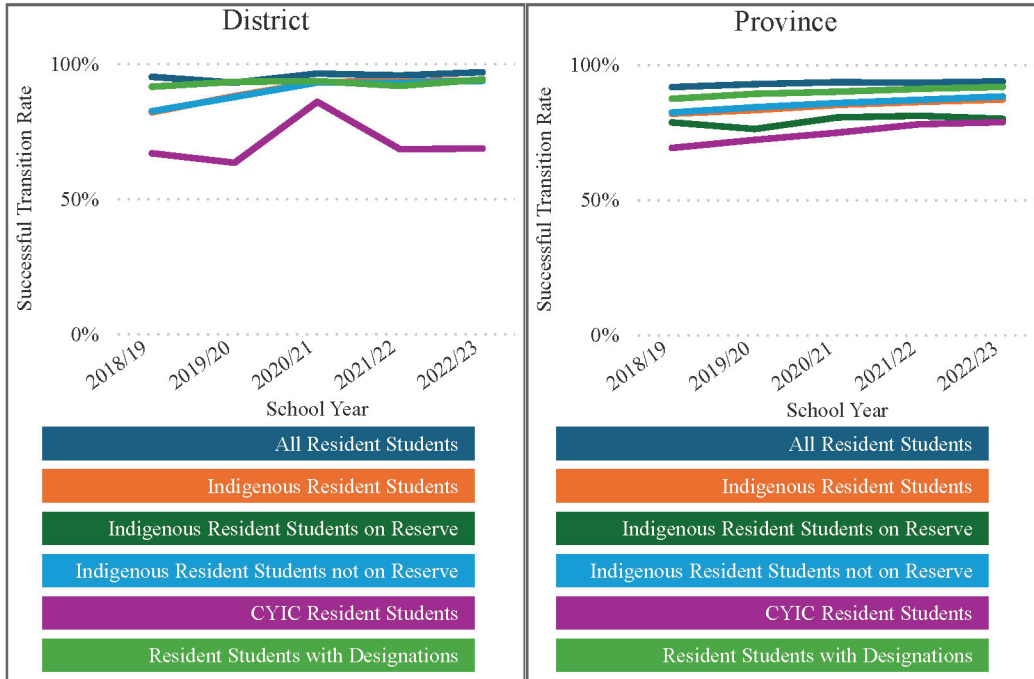 District
Successful Transition Rate
100%
50%
0%
2018/19
2019/20
2020/21
2021/22
2022/23
School Year
All Resident Students
Indigenous Resident Students
Indigenous Resident Students on Reserve
Indigenous Resident Students not on Reserve
CYIC Resident Students
Resident Students with Designations
Province
Successful Transition Rate
100%
50%
0%
2018/19
2019/20
2020/21
2021/22
2022/23
School Year
All Resident Students
Indigenous Resident Students
Indigenous Resident Students on Reserve
Indigenous Resident Students not on Reserve
CYIC Resident Students
Resident Students with Designations